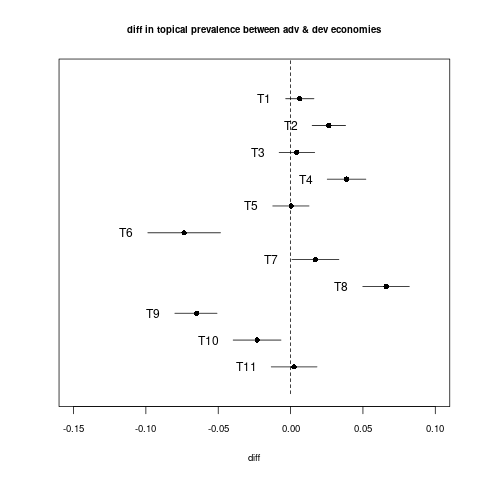 diff in topical prevalence between adv & dev economies
T1
T2
T3
T4
T5
T6
T7
T8
T9
T10
T11
-0.15 -0.10 -0.05 0.00 0.05 0.10
diff